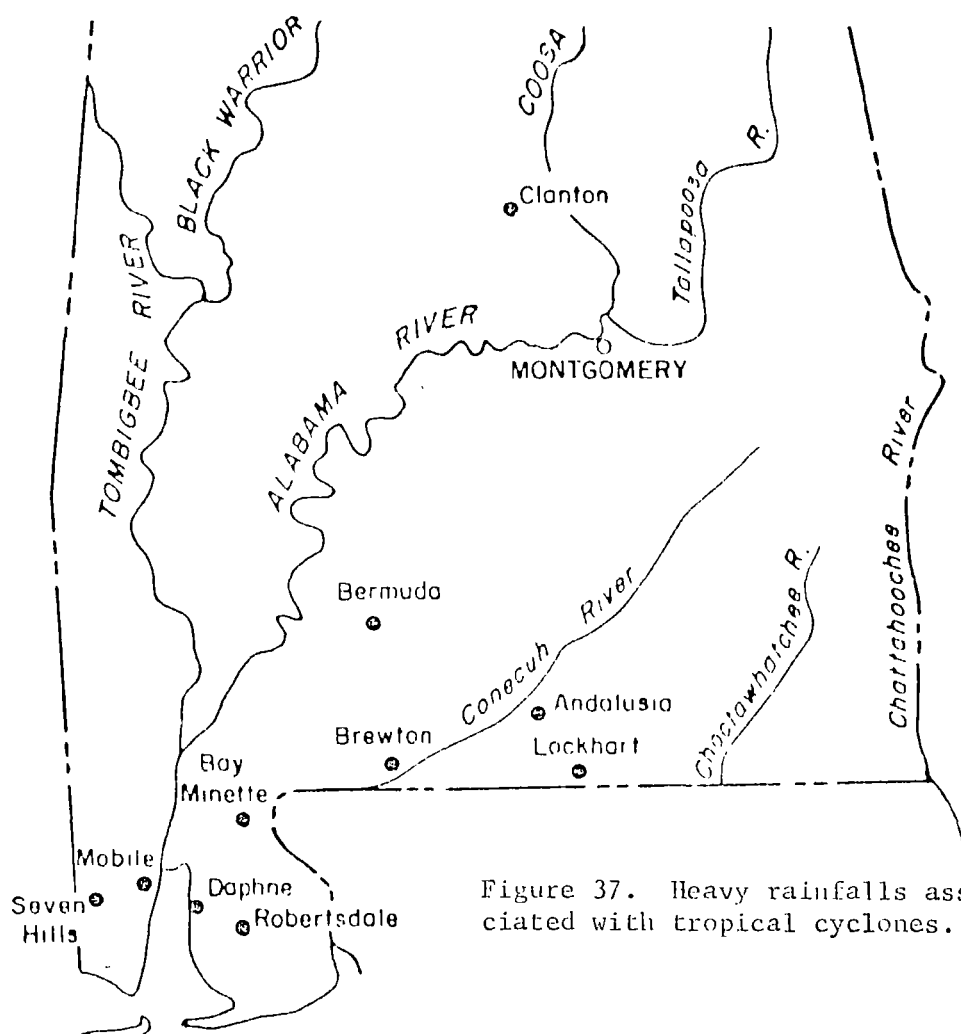 BLACK WARRIOR
COOSA
Tallapoosa R.
Clanton
TOMBIGBEE RIVER
ALABAMA RIVER
MONTGOMERY
Chattahoochee River
Bermuda
Conecuh River
Choctawhatchee R.
Andalusia
Brewton
Lockhart
Bay
Minette
Mobile
Seven
Hills
Daphne
Robertsdale
Figure 37. Heavy rainfalls ass
ciated with tropical cyclones.